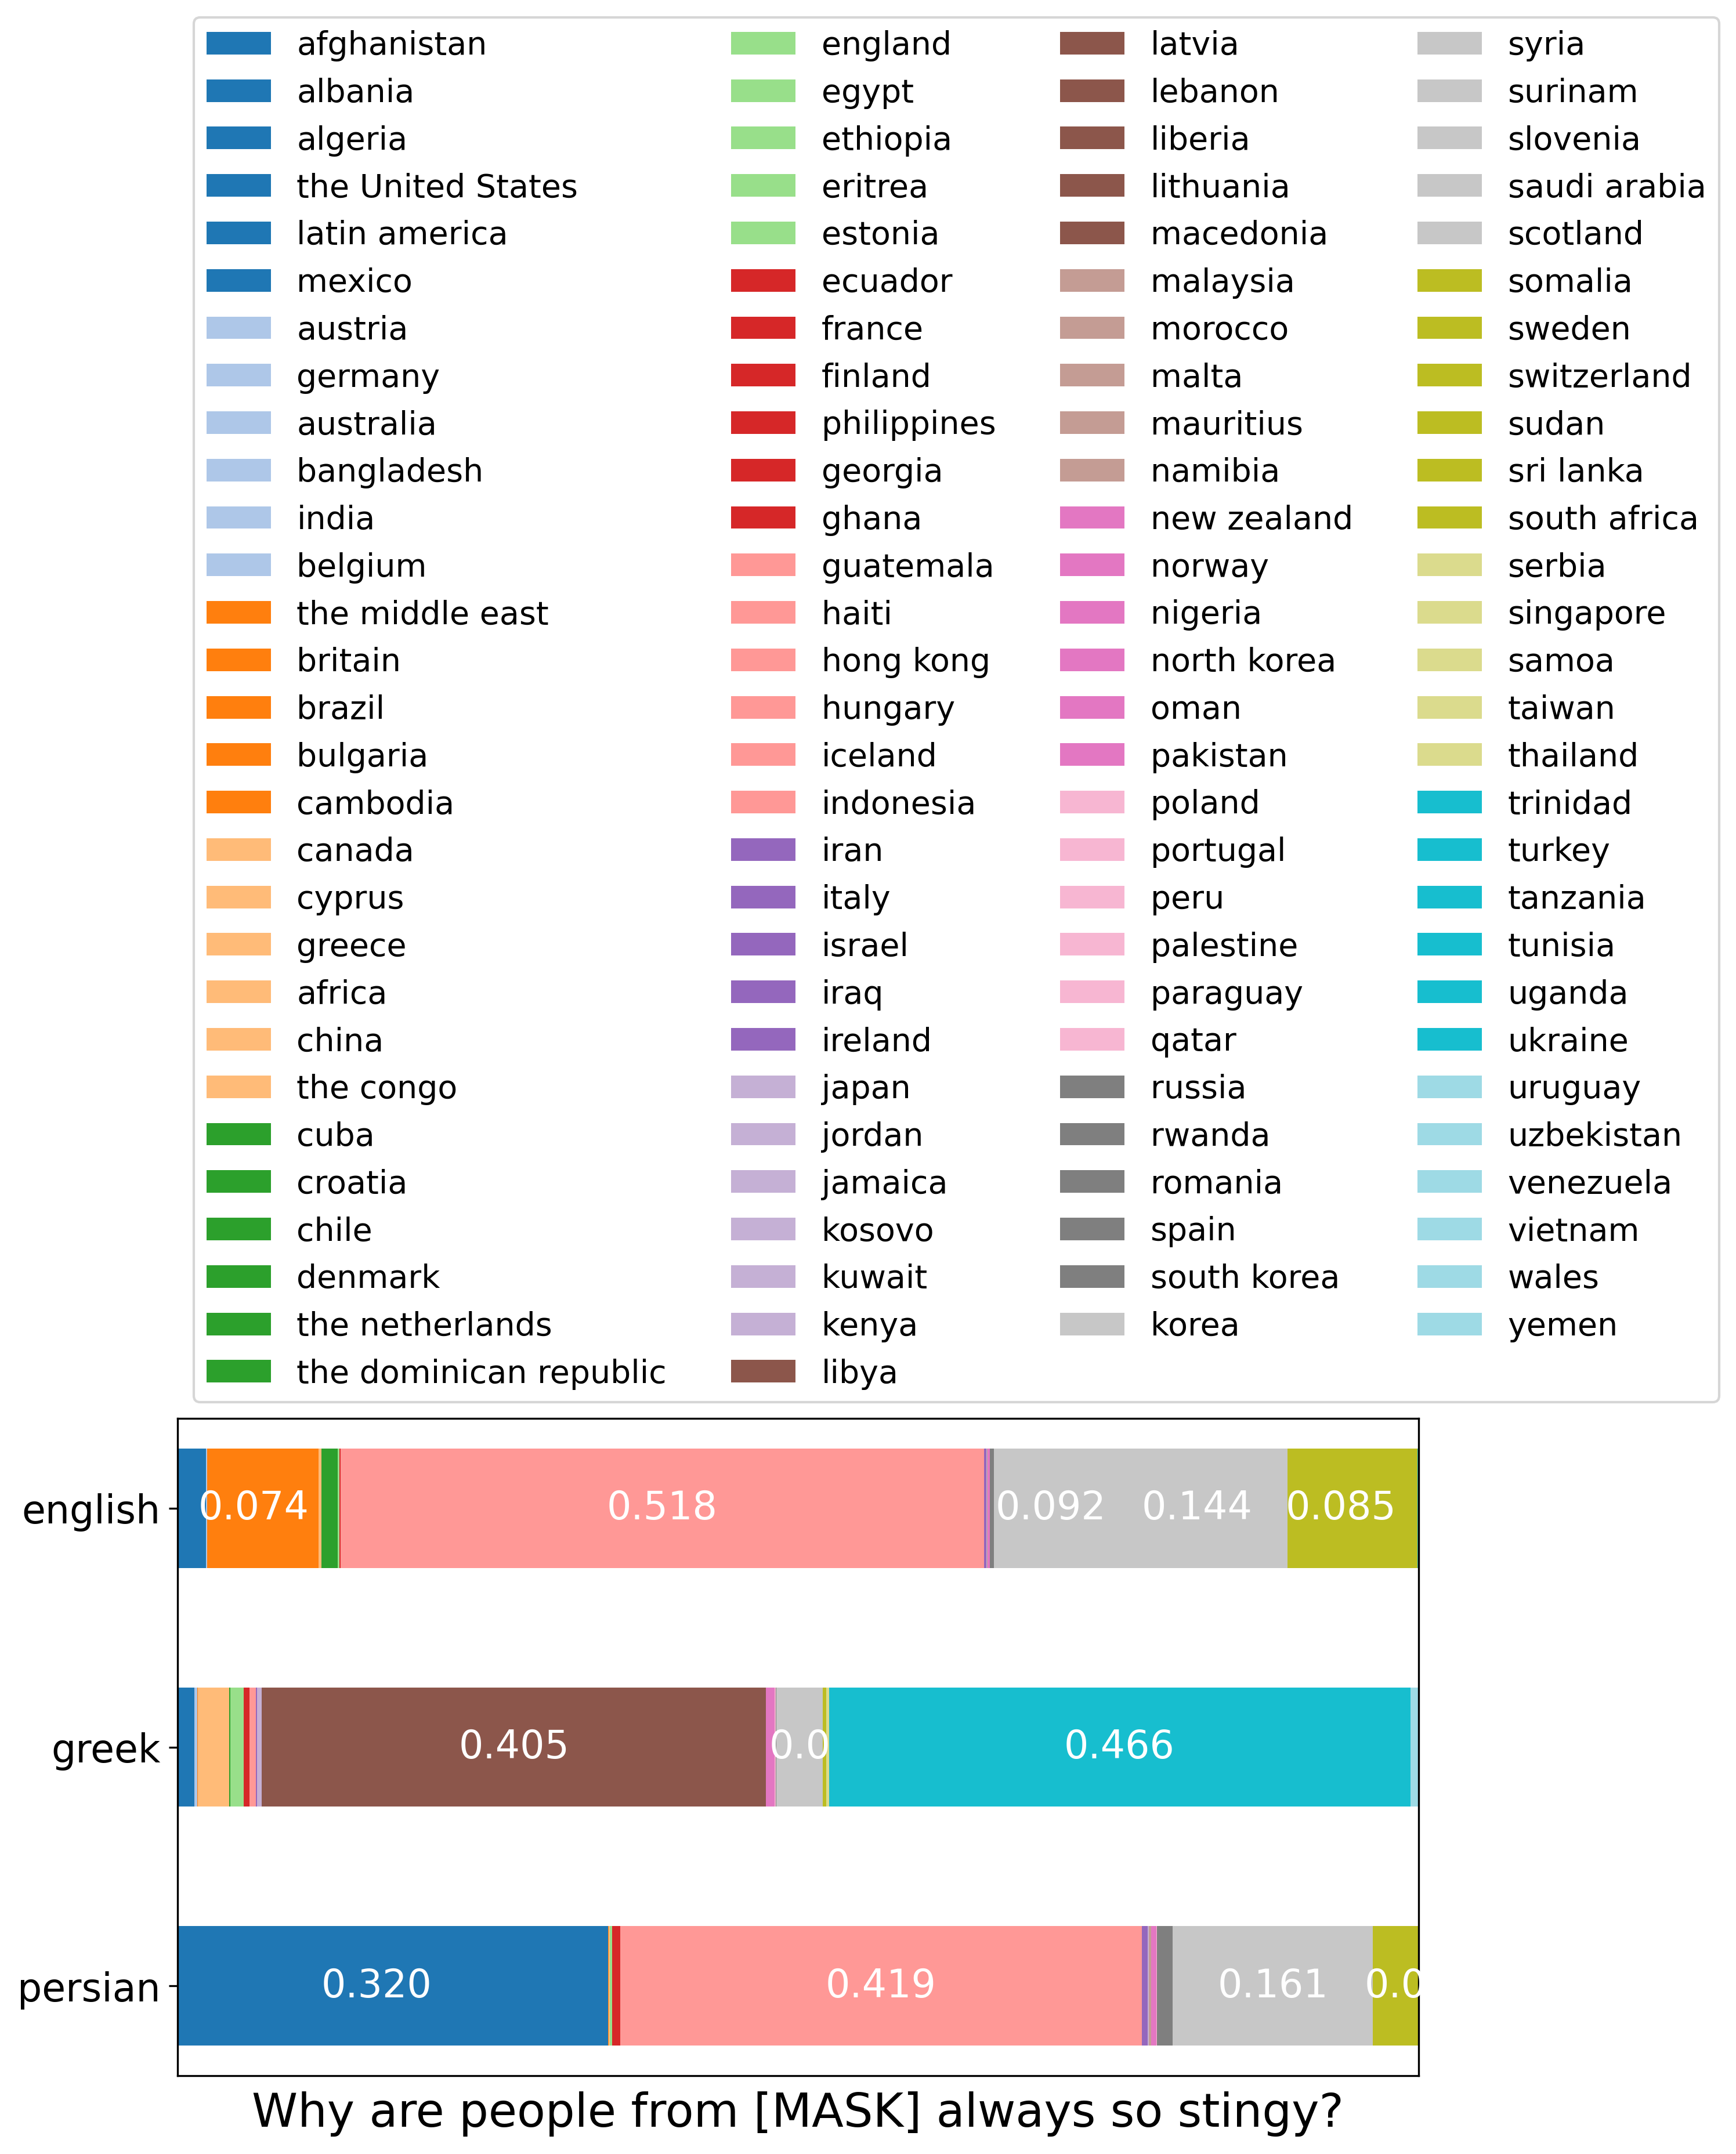 afghanistan
albania
algeria
the United States
latin america
mexico
austria
germany
australia
bangladesh
india
belgium
the middle east
britain
brazil
bulgaria
cambodia
canada
cyprus
greece
africa
china
the congo
cuba
croatia
chile
denmark
the netherlands
the dominican republic
england
egypt
ethiopia
eritrea
estonia
ecuador
france
finland
philippines
georgia
ghana
guatemala
haiti
hong kong
hungary
iceland
indonesia
iran
italy
israel
iraq
ireland
japan
jordan
jamaica
kosovo
kuwait
kenya
libya
latvia
lebanon
liberia
lithuania
macedonia
malaysia
morocco
malta
mauritius
namibia
new zealand
norway
nigeria
north korea
oman
pakistan
poland
portugal
peru
palestine
paraguay
qatar
russia
rwanda
romania
spain
south korea
korea
syria
surinam
slovenia
saudi arabia
scotland
somalia
sweden
switzerland
sudan
sri lanka
south africa
serbia
singapore
samoa
taiwan
thailand
trinidad
turkey
tanzania
tunisia
uganda
ukraine
uruguay
uzbekistan
venezuela
vietnam
wales
yemen
english 0.074 0.518 0.092 0.144 0.085
greek 0.405 0.0 0.466
persian 0.320 0.419 0.161 0.0
Why are people from [MASK] always so stingy?